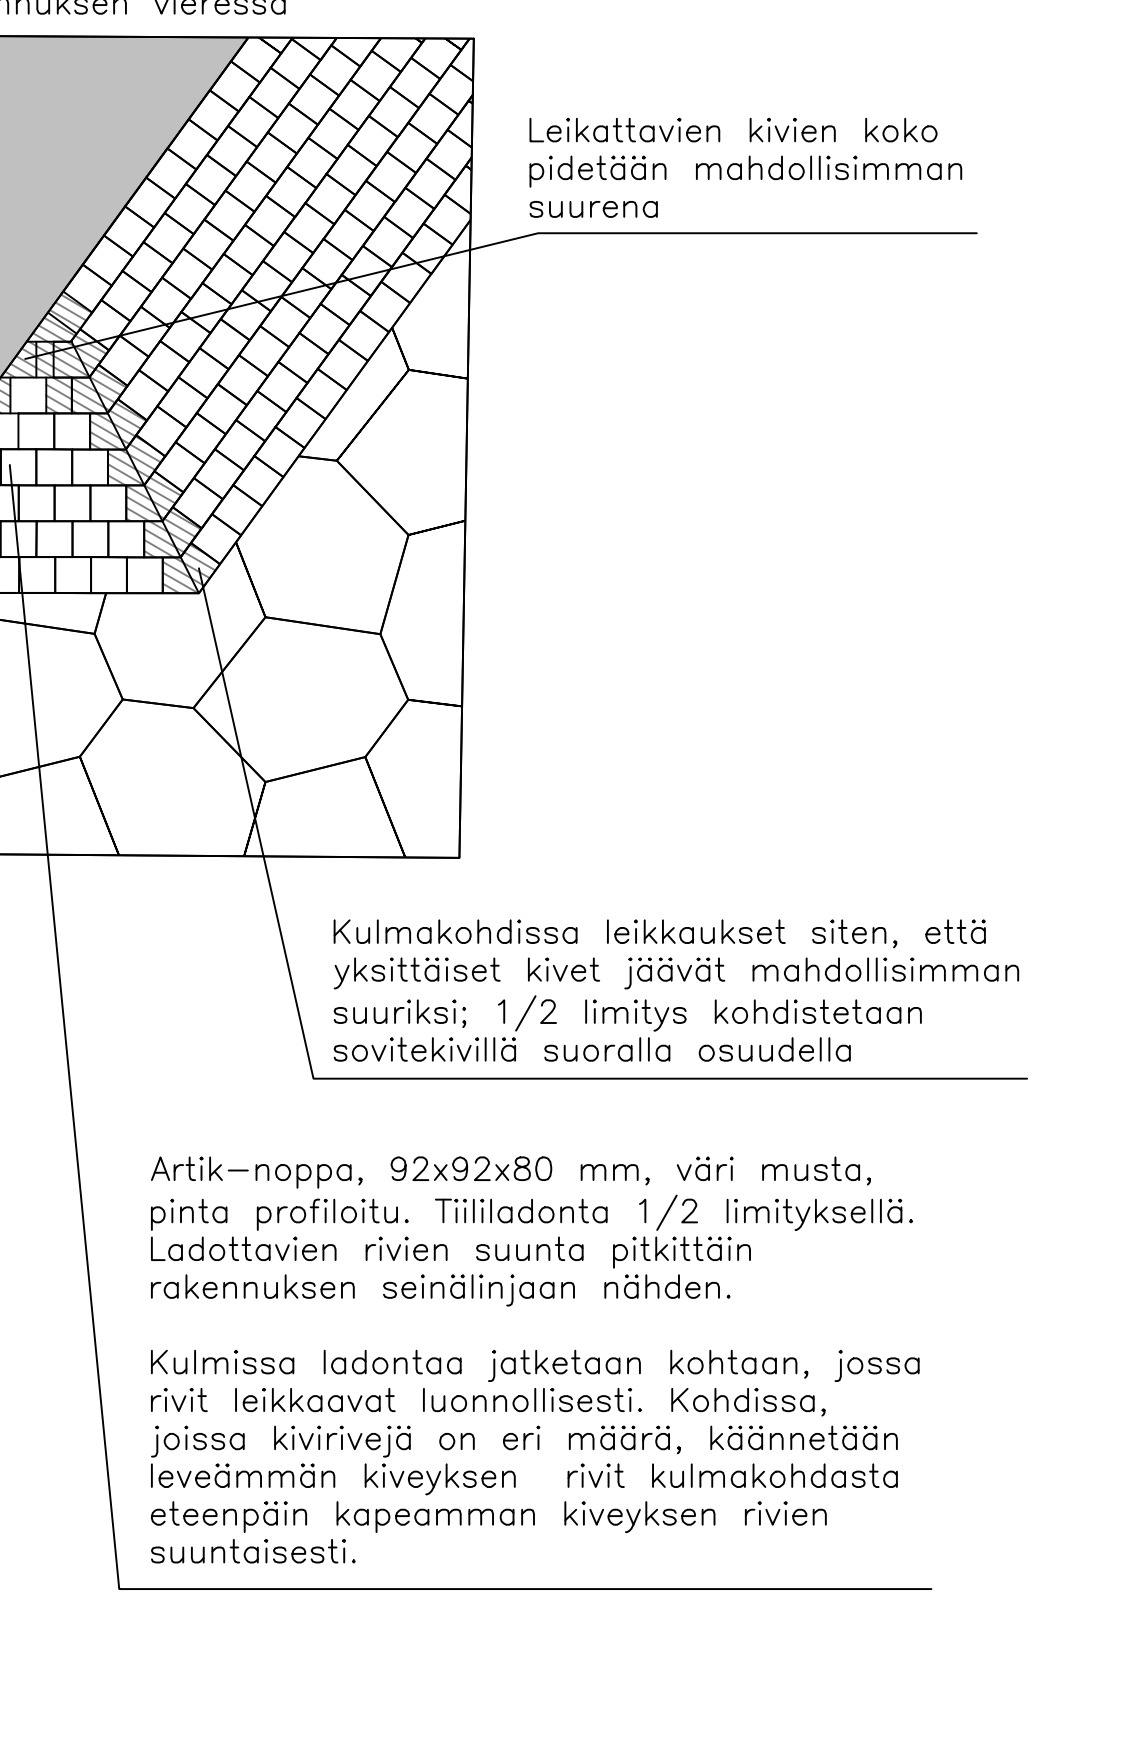 vieressä
Leikattavien kivien koko
pidetään mahdollisimman
suurena
Kulmakohdissa leikkaukset siten, että
yksittäiset kivet jäävät mahdollisimman
suuriksi; 1/2 limitys kohdistetaan
sovitekivillä suoralla osuudella
Artik-noppa, 92x92x80 mm, väri musta,
pinta profiloitu. Tiililadonta 1/2 limityksellä.
Ladottavien rivien suunta pitkittäin
rakennuksen seinälinjaan nähden.
Kulmissa ladontaa jatketaan kohtaan, jossa
rivit leikkaavat luonnollisesti. Kohdissa,
joissa kivirivejä on eri määrä, käännetään
leveämmän kiveyksen rivit kulmakohdasta
eteenpäin kapeamman kiveyksen rivien
suuntaisesti.